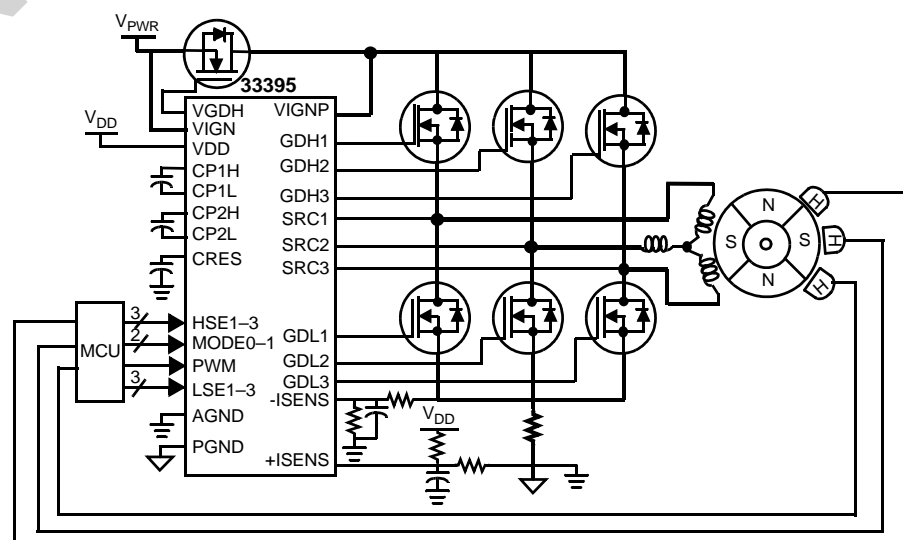 VPWR
33395
VDD
VGDH
VIGN
VDD
CP1H
CP1L
CP2H
CP2L
CRES
HSE1–3
MODE0–1
PWM
LSE1–3
AGND
PGND
VIGNP
GDH1
GDH2
GDH3
SRC1
SRC2
SRC3
GDL1
GDL2
GDL3
-ISENS
+ISENS
MCU
3
2
3
VDD
N
S
S
N
H
H
H